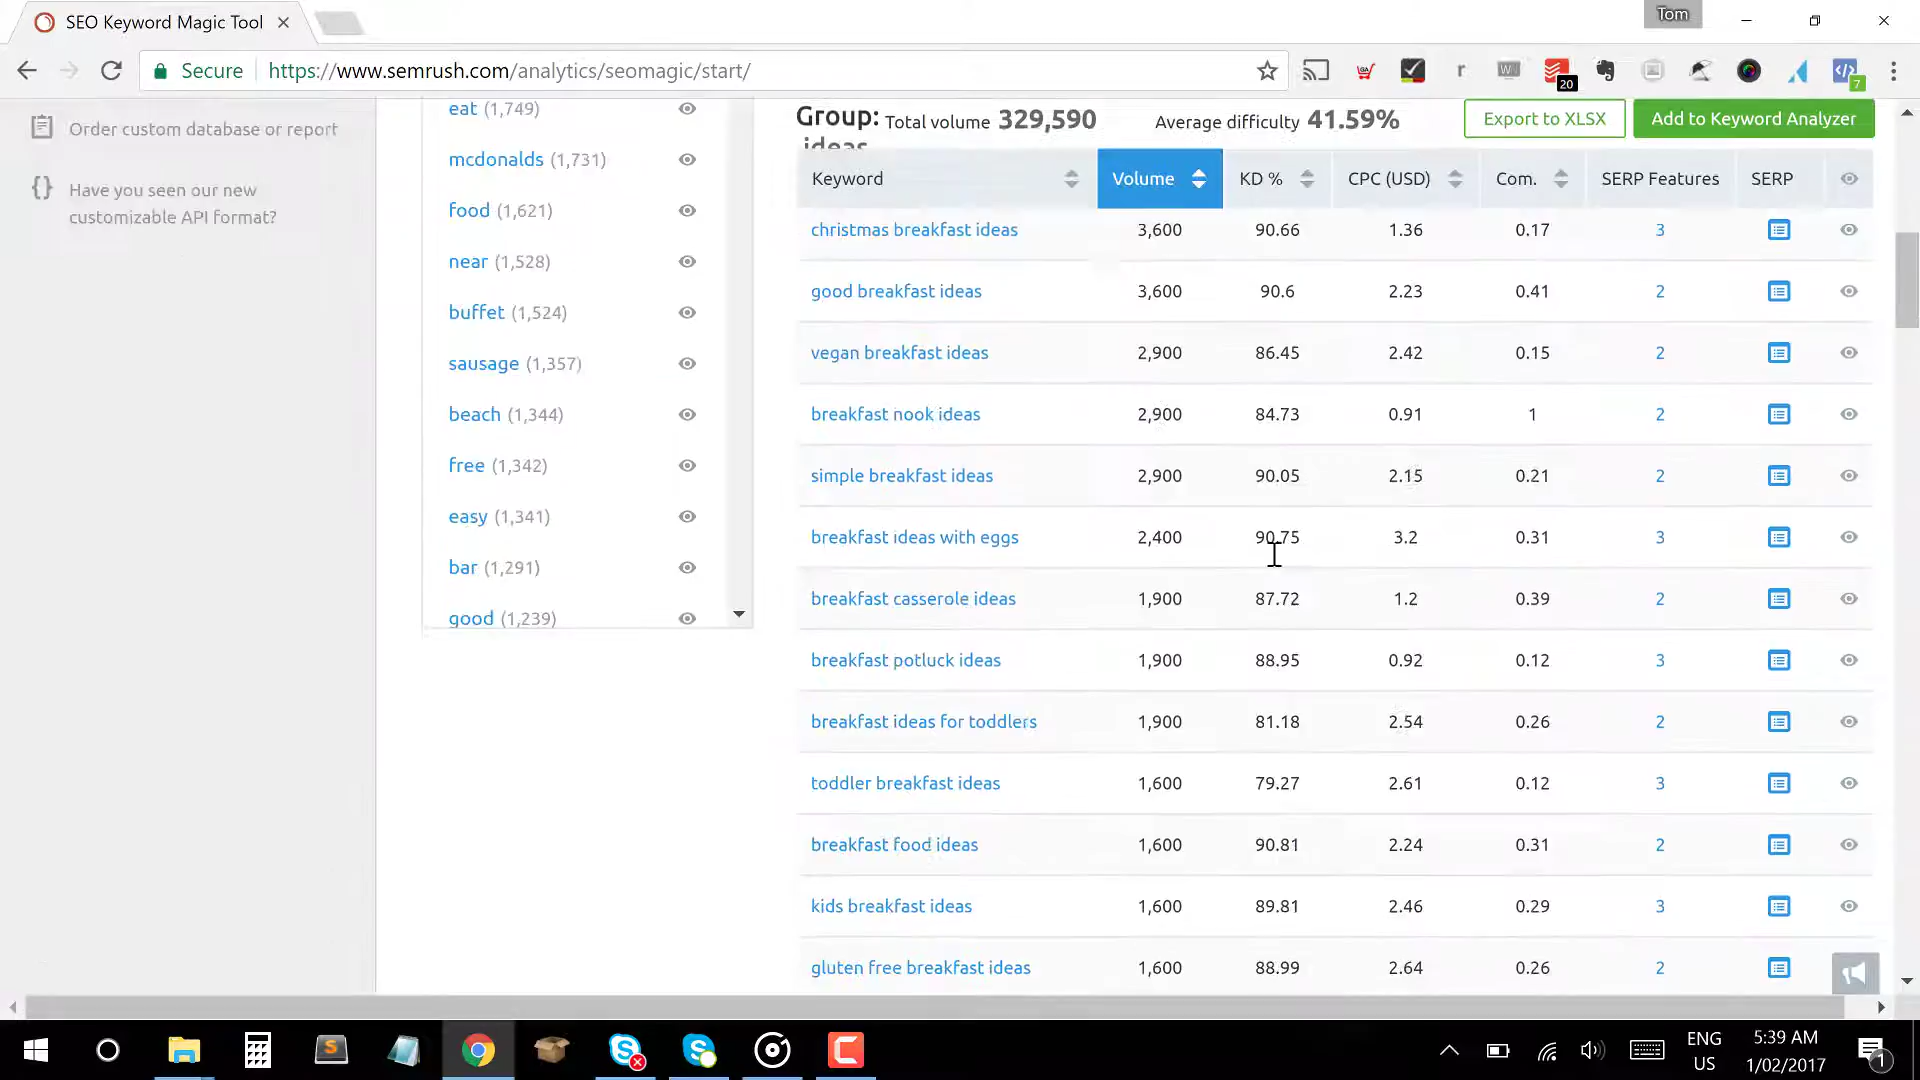 SEO Keyword Magic Tool
Tom
Secure https://www.semrush.com/analytics/seomagic/start/
20
7
Order custom database or report
Have you seen our new
customizable API format?
eat (1,749)
mcdonalds (1,731)
food (1,621)
near (1,528)
buffet (1,524)
sausage (1,357)
beach (1,344)
free (1,342)
easy (1,341)
bar (1,291)
good (1,239)
Group: ideas Total volume 329,590 Average difficulty 41.59% Export to XLSX Add to Keyword Analyzer
Keyword Volume KD % CPC (USD) Com. SERP Features SERP
christmas breakfast ideas 3,600 90.66 1.36 0.17 3
good breakfast ideas 3,600 90.6 2.23 0.41 2
vegan breakfast ideas 2,900 86.45 2.42 0.15 2
breakfast nook ideas 2,900 84.73 0.91 1 2
simple breakfast ideas 2,900 90.05 2.15 0.21 2
breakfast ideas with eggs 2,400 90.75 3.2 0.31 3
breakfast casserole ideas 1,900 87.72 1.2 0.39 2
breakfast potluck ideas 1,900 88.95 0.92 0.12 3
breakfast ideas for toddlers 1,900 81.18 2.54 0.26 2
toddler breakfast ideas 1,600 79.27 2.61 0.12 3
breakfast food ideas 1,600 90.81 2.24 0.31 2
kids breakfast ideas 1,600 89.81 2.46 0.29 3
gluten free breakfast ideas 1,600 88.99 2.64 0.26 2
ENG
US
5:39 AM
1/02/2017
1